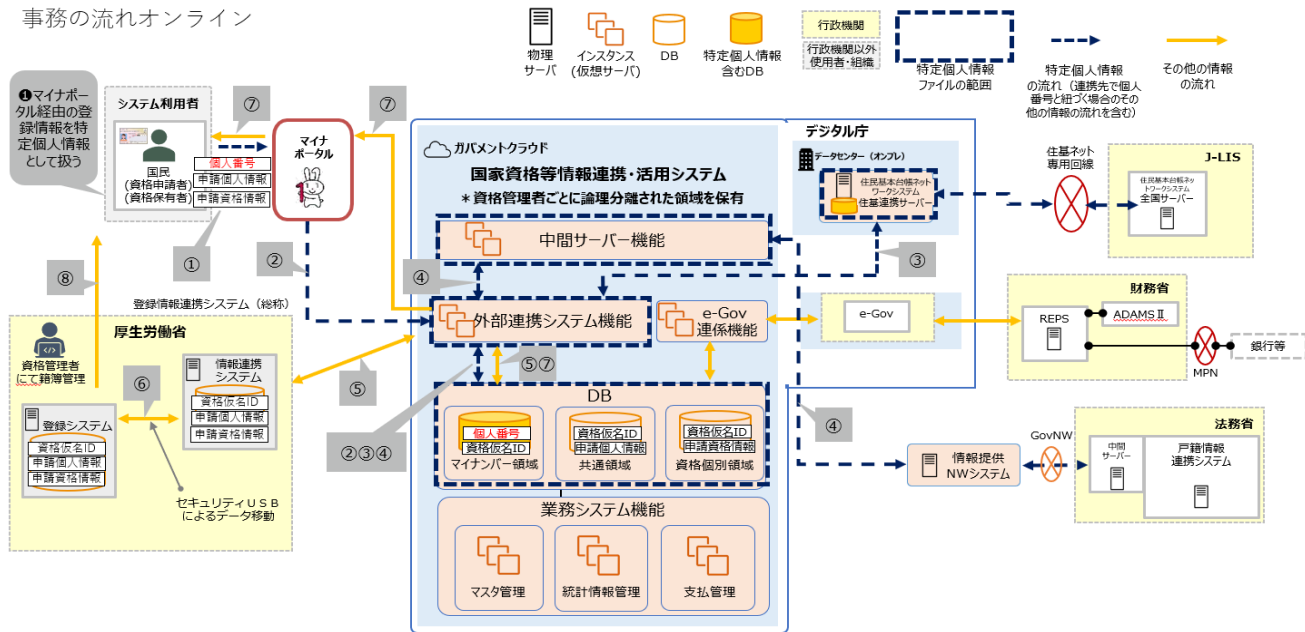 事務の流れオンライン
物理
サーバ
インスタンス
(仮想サーバ)
DB
特定個人情報
含むDB
行政機関
行政機関以外
使用者・組織
特定個人情報
ファイルの範囲
特定個人情報
の流れ(連携先で個人
番号と紐づく場合のその
他の情報の流れを含む)
その他の情報
の流れ
❶マイナポー
タル経由の登
録情報を特
定個人情報
として扱う
システム利用省
国民
(資格申請者)
(資格保有者)
⑦
個人番号
申請個人情報
申請資格情報
①
マイナ
ポータル
⑦
②
⑧
ガバメントクラウド
国家資格等情報連携・活用システム
*資格管理者ごとに論理分離された領域を保有
中間サーバー機能
④
外部連携システム機能
e-Gov
連係機能
⑤⑦
②③④
DB
個人番号
資格仮名ID
マイナンバー領域
資格仮名ID
申請個人情報
共通領域
資格仮名ID
申請資格情報
資格個別領域
業務システム機能
マスタ管理
統計情報管理
支払管理
デジタル庁
データセンター(オンプレ)
住民基本台帳ネット
ワークシステム
住基連携サーバー
③
住基ネット
専用回線
J-LIS
住民基本台帳ネッ
トワークシステム
全国サーバー
e-Gov
財務省
REPS
ADAMSⅡ
MPN
銀行等
④
情報提供
NWシステム
GovNW
法務省
中間
サーバー
戸籍情報
連携システム
登録情報連携システム(総称)
厚生労働省
資格管理者
にて籍簿管理
情報連携
システム
資格仮名ID
申請個人情報
申請資格情報
⑤
⑥
登録システム
資格仮名ID
申請個人情報
申請資格情報
セキュリティUSB
によるデータ移動